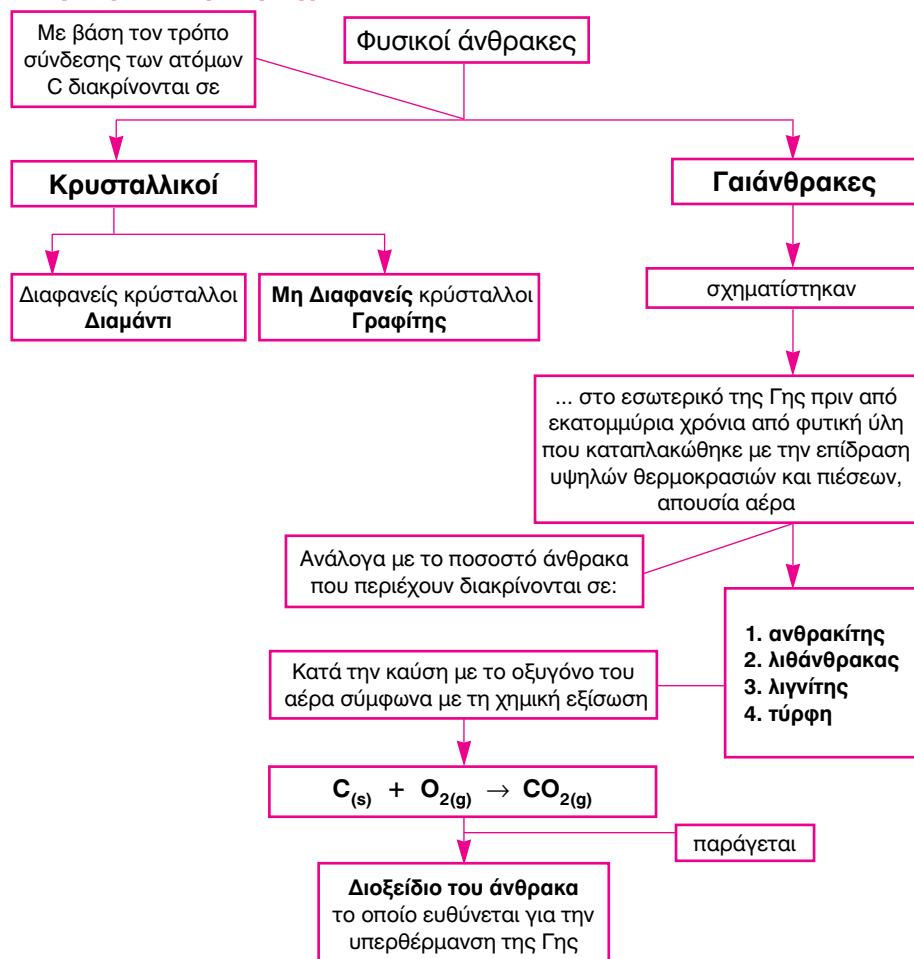 Με βάση τον τρόπο
σύνδεσης των ατόμων
C διακρίνονται σε
Φυσικοί άνθρακες
Κρυσταλλικοί
Γαιάνθρακες
Διαφανείς κρύσταλλοι
Διαμάντι
Μη Διαφανείς κρύσταλλοι
Γραφίτης
σχηματίστηκαν
... στο εσωτερικό της Γης πριν από
εκατομμύρια χρόνια από φυτική ύλη
που καταπλακώθηκε με την επίδραση
υψηλών θερμοκρασιών και πιέσεων,
απουσία αέρα
Ανάλογα με το ποσοστό άνθρακα
που περιέχουν διακρίνονται σε:
1. ανθρακίτης
2. λιθάνθρακας
3. λιγνίτης
4. τύρφη
Κατά την καύση με το οξυγόνο του
αέρα σύμφωνα με τη χημική εξίσωση
C(s) + O2(g) → CO2(g)
παράγεται
Διοξείδιο του άνθρακα
το οποίο ευθύνεται για την
υπερθέρμανση της Γης